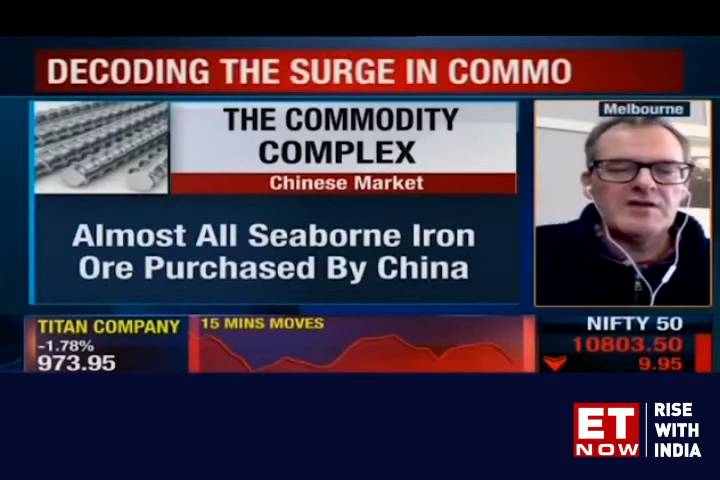 DECODING THE SURGE IN COMMO
THE COMMODITY
COMPLEX
Chinese Market
Almost All Seaborne Iron
Ore Purchased By China
Melbourne
TITAN COMPANY
-1.78%
973.95
15 MINS MOVES
NIFTY 50
10803.50
9.95
ET
NOW
RISE
WITH
INDIA